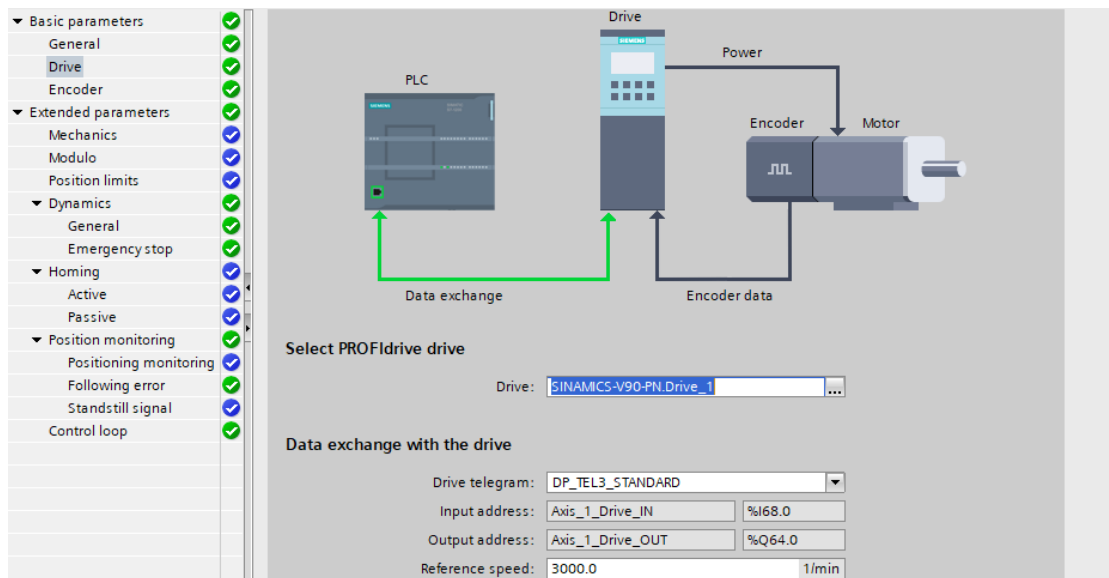 Basic parameters
General
Drive
Encoder
Extended parameters
Mechanics
Modulo
Position limits
Dynamics
General
Emergency stop
Homing
Active
Passive
Position monitoring
Positioning monitoring
Following error
Standstill signal
Control loop
Drive
SIEMENS
Power
PLC
SIEMENS
Encoder Motor
Data exchange
Encoder data
Select PROFIdrive drive
Drive: SINAMICS-V90-PN.Drive_1 ...
Data exchange with the drive
Drive telegram: DP_TEL3_STANDARD
Input address: Axis_1_Drive_IN %I68.0
Output address: Axis_1_Drive_OUT %Q64.0
Reference speed: 3000.0 1/min